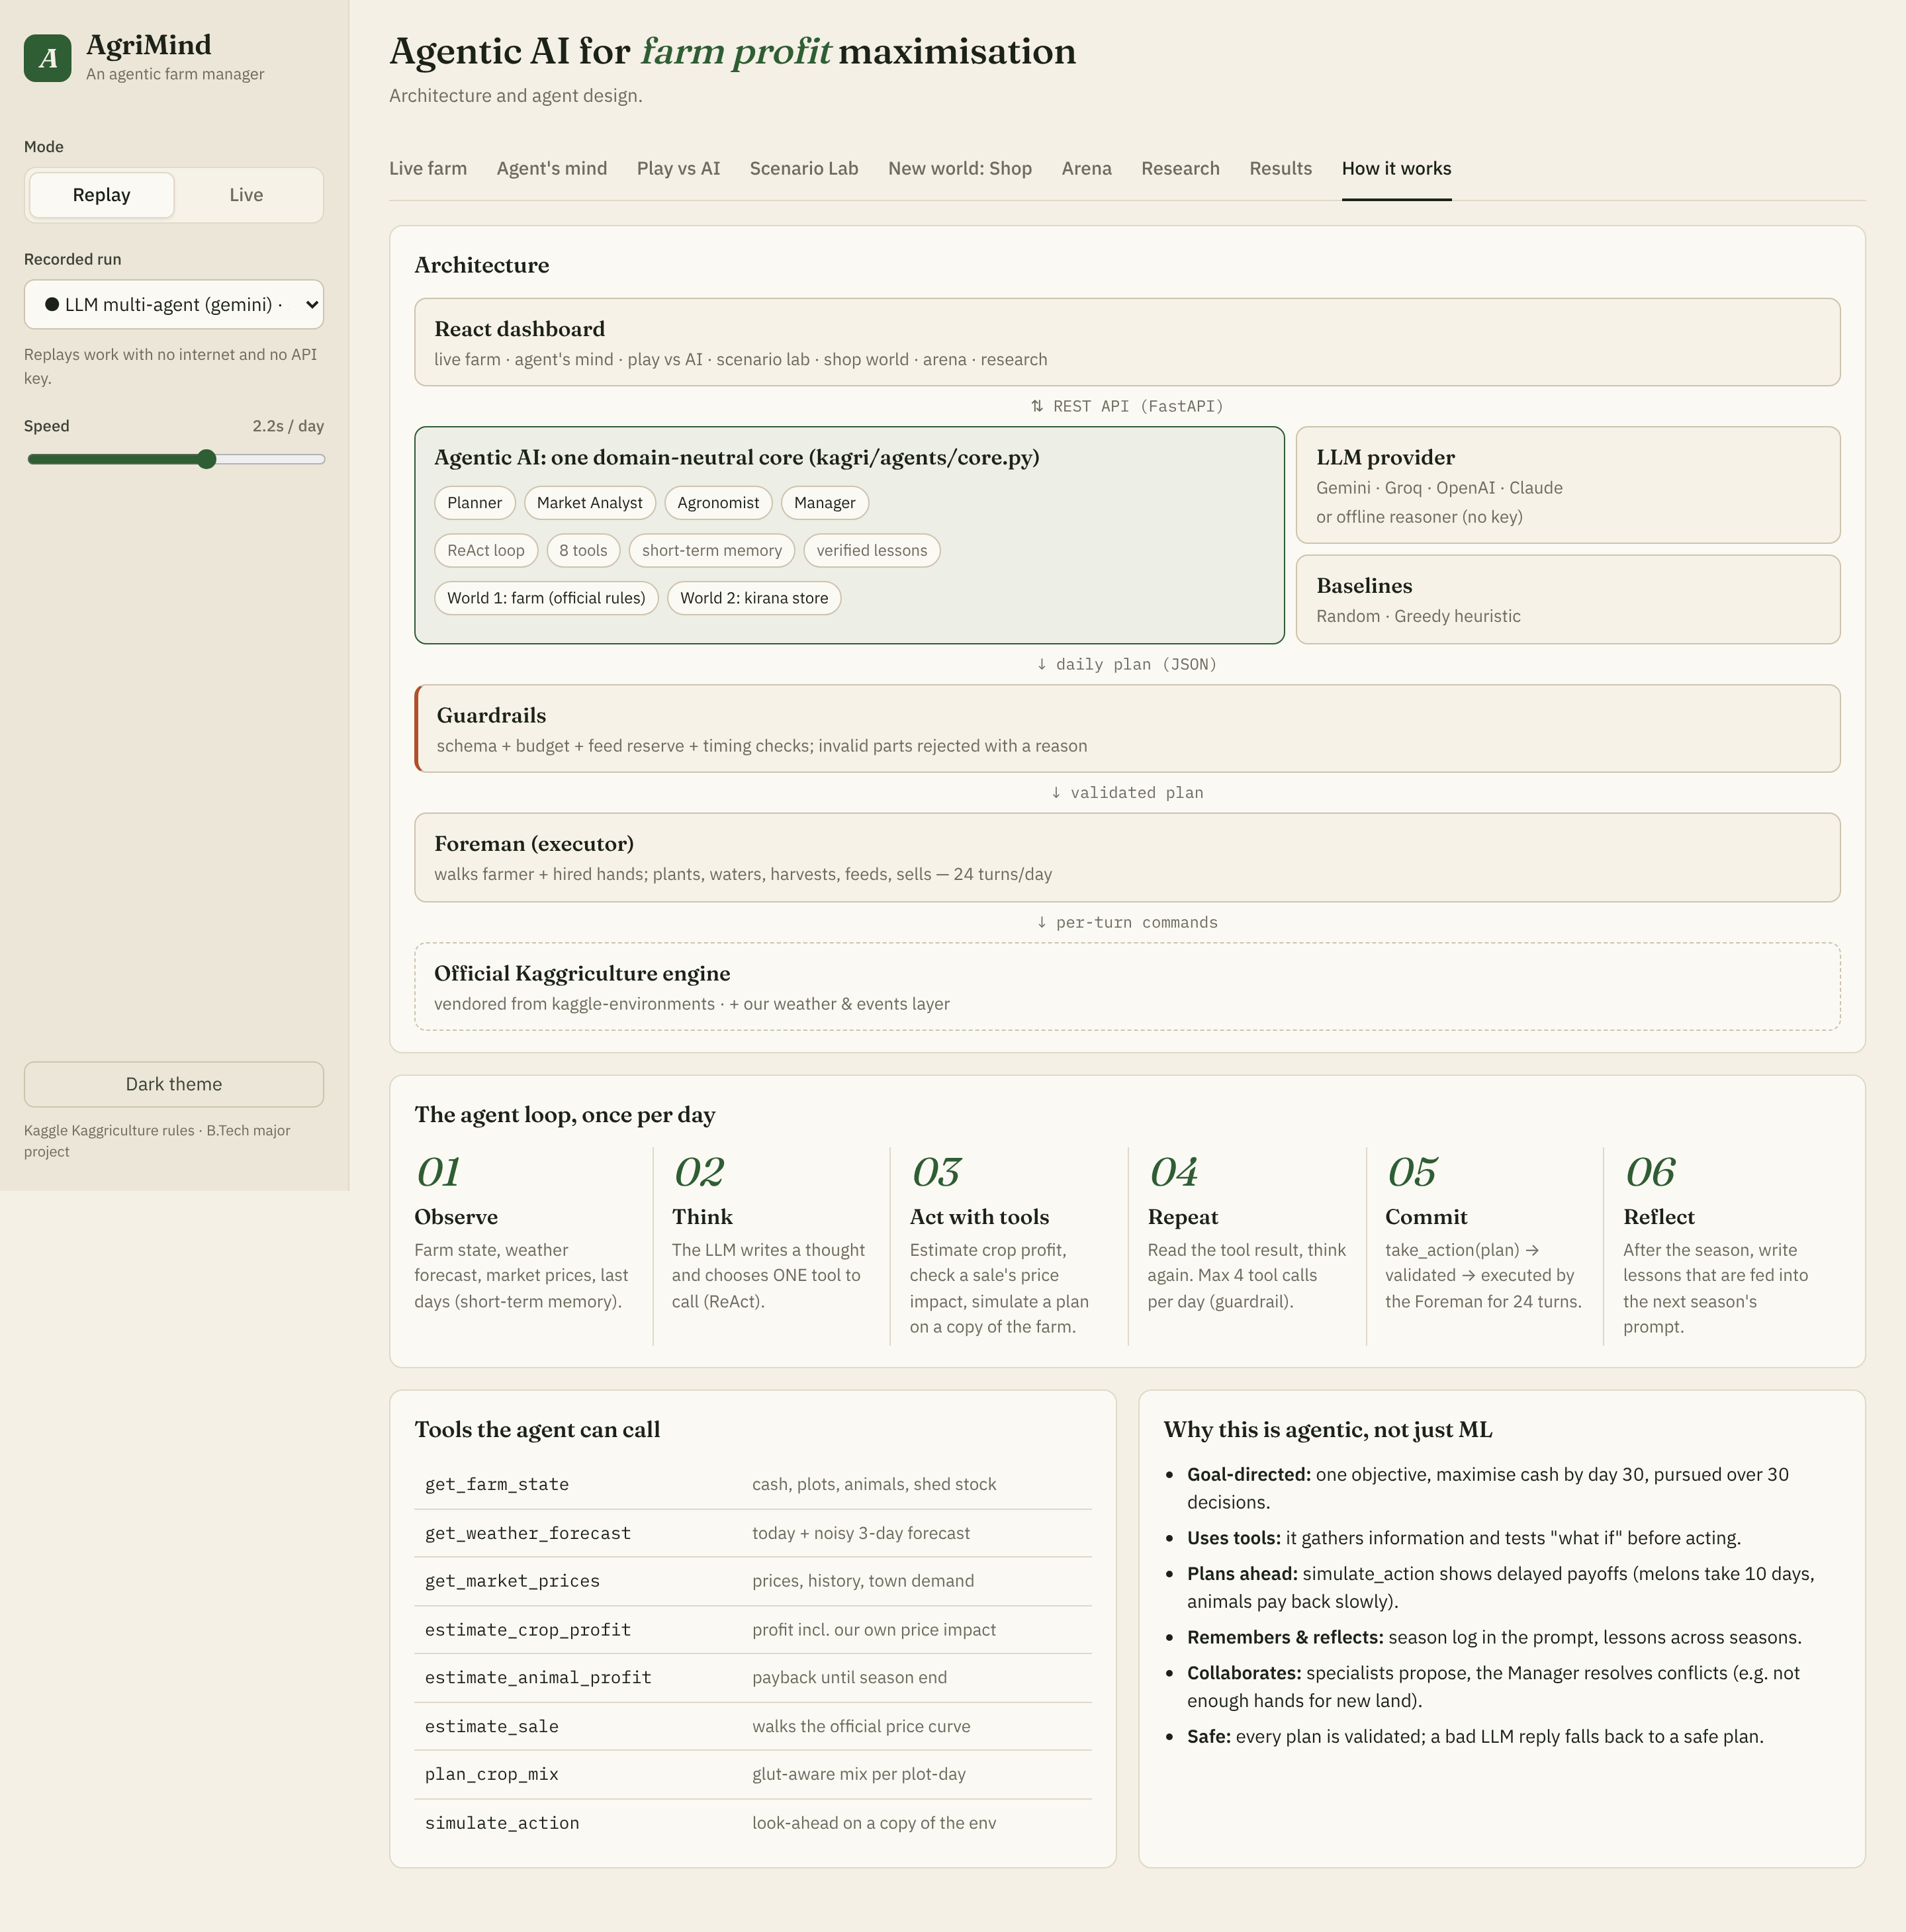 A
AgriMind
An agentic farm manager
Mode
Replay
Live
Recorded run
● LLM multi-agent (gemini) ·
Replays work with no internet and no API
key.
Speed
2.2s / day
Dark theme
Kaggle Kaggriculture rules · B.Tech major
project
Agentic AI for farm profit maximisation
Architecture and agent design.
Live farm
Agent's mind
Play vs AI
Scenario Lab
New world: Shop
Arena
Research
Results
How it works
Architecture
React dashboard
live farm · agent's mind · play vs AI · scenario lab · shop world · arena · research
⇅ REST API (FastAPI)
Agentic AI: one domain-neutral core (kagri/agents/core.py)
Planner
Market Analyst
Agronomist
Manager
ReAct loop
8 tools
short-term memory
verified lessons
World 1: farm (official rules)
World 2: kirana store
LLM provider
Gemini · Groq · OpenAI · Claude
or offline reasoner (no key)
Baselines
Random · Greedy heuristic
↓ daily plan (JSON)
Guardrails
schema + budget + feed reserve + timing checks; invalid parts rejected with a reason
↓ validated plan
Foreman (executor)
walks farmer + hired hands; plants, waters, harvests, feeds, sells — 24 turns/day
↓ per-turn commands
Official Kaggriculture engine
vendored from kaggle-environments · + our weather & events layer
The agent loop, once per day
01
Observe
Farm state, weather
forecast, market prices, last
days (short-term memory).
02
Think
The LLM writes a thought
and chooses ONE tool to
call (ReAct).
03
Act with tools
Estimate crop profit,
check a sale's price
impact, simulate a plan
on a copy of the farm.
04
Repeat
Read the tool result, think
again. Max 4 tool calls
per day (guardrail).
05
Commit
take_action(plan) →
validated → executed by
the Foreman for 24 turns.
06
Reflect
After the season, write
lessons that are fed into
the next season's
prompt.
Tools the agent can call
get_farm_state cash, plots, animals, shed stock
get_weather_forecast today + noisy 3-day forecast
get_market_prices prices, history, town demand
estimate_crop_profit profit incl. our own price impact
estimate_animal_profit payback until season end
estimate_sale walks the official price curve
plan_crop_mix glut-aware mix per plot-day
simulate_action look-ahead on a copy of the env
Why this is agentic, not just ML
• Goal-directed: one objective, maximise cash by day 30, pursued over 30
decisions.
• Uses tools: it gathers information and tests "what if" before acting.
• Plans ahead: simulate_action shows delayed payoffs (melons take 10 days,
animals pay back slowly).
• Remembers & reflects: season log in the prompt, lessons across seasons.
• Collaborates: specialists propose, the Manager resolves conflicts (e.g. not
enough hands for new land).
• Safe: every plan is validated; a bad LLM reply falls back to a safe plan.